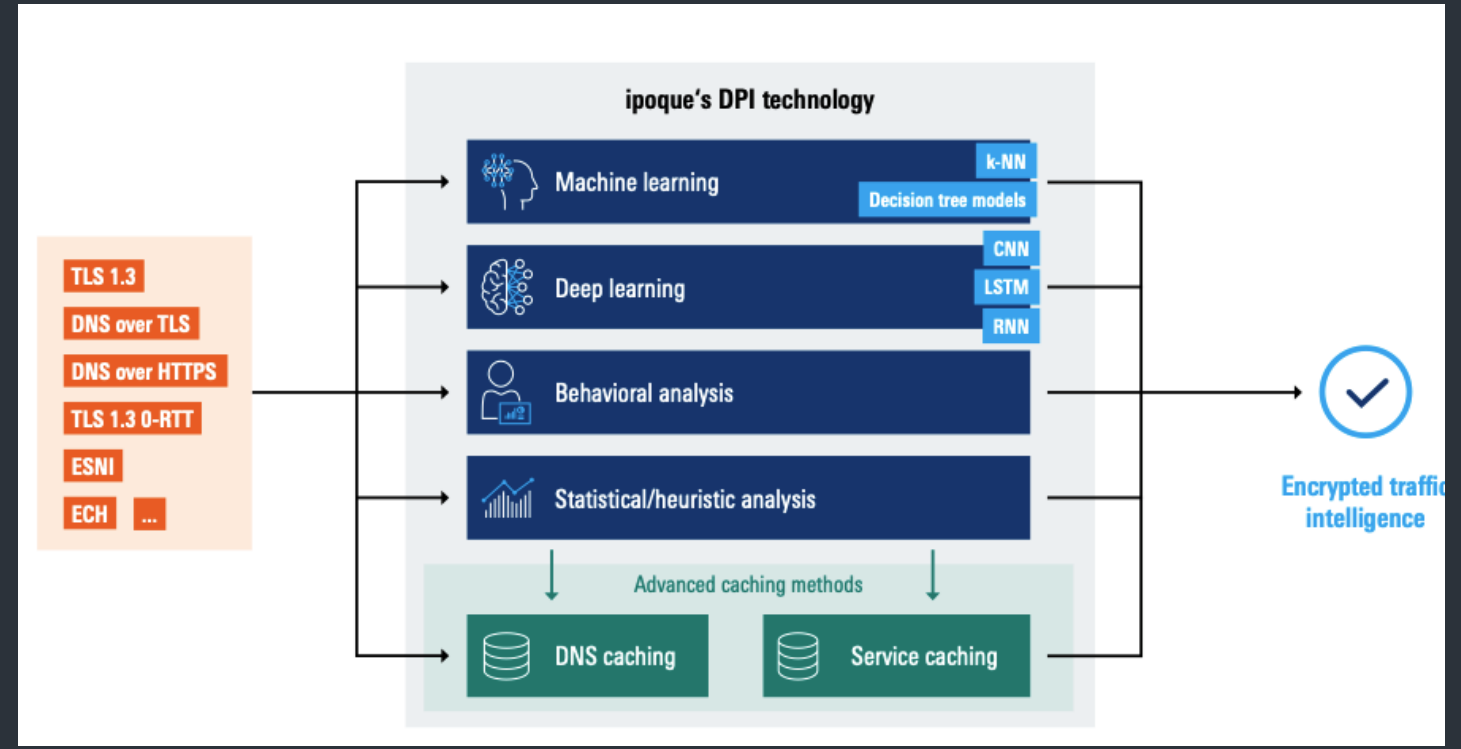 ipoque's DPI technology
TLS 1.3
DNS over TLS
DNS over HTTPS
TLS 1.3 0-RTT
ESNI
ECH
...
Machine learning
k-NN
Decision tree models
Deep learning
CNN
LSTM
RNN
Behavioral analysis
Statistical/heuristic analysis
Advanced caching methods
DNS caching
Service caching
Encrypted traffic
intelligence